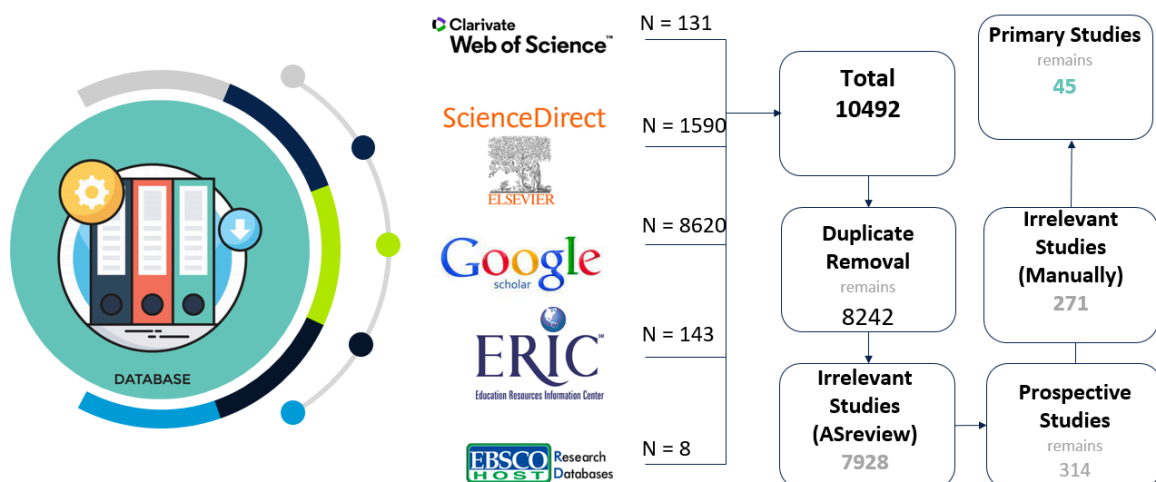 DATABASE
Clarivate
Web of Science™
ScienceDirect
ELSEVIER
Google
scholar
ERIC™
Education Resources Information Center
EBSCO
HOST
Research
Databases
N = 131
N = 1590
N = 8620
N = 143
N = 8
Total
10492
Duplicate
Removal
remains
8242
Irrelevant
Studies
(ASreview)
7928
Prospective
Studies
remains
314
Irrelevant
Studies
(Manually)
271
Primary Studies
remains
45